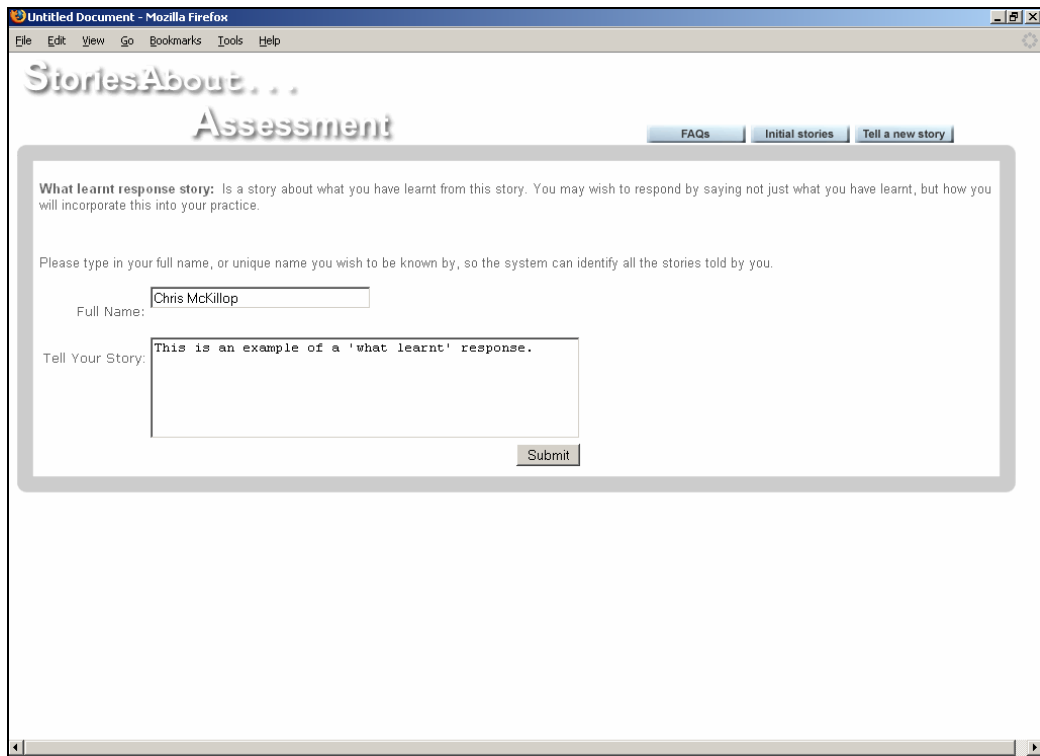 Untitled Document - Mozilla Firefox
File Edit View Go Bookmarks Tools Help
StoriesAbout...
Assessment
FAQs Initial stories Tell a new story
What learnt response story: Is a story about what you have learnt from this story. You may wish to respond by saying not just what you have learnt, but how you
will incorporate this into your practice.
Please type in your full name, or unique name you wish to be known by, so the system can identify all the stories told by you.
Full Name: Chris McKillop
Tell Your Story: This is an example of a 'what learnt' response.
Submit